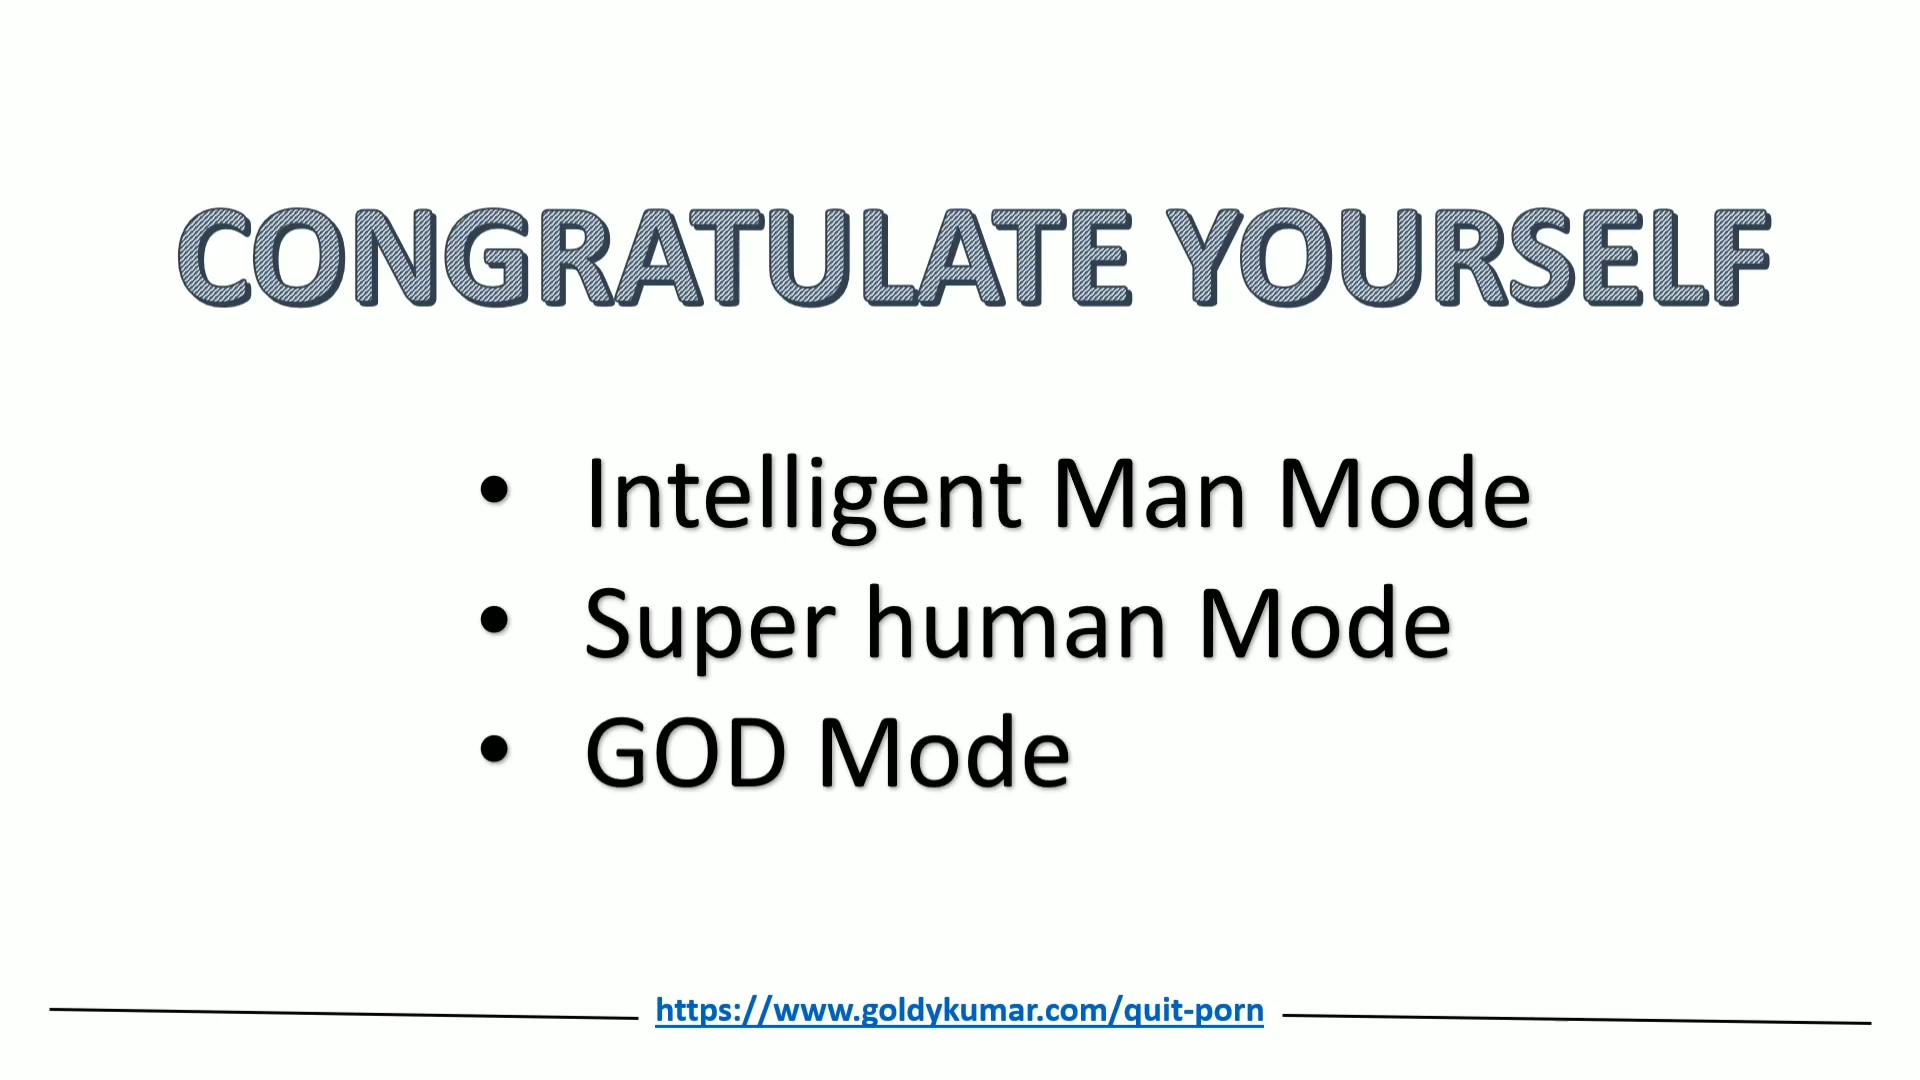 CONGRATULATE YOURSELF
• Intelligent Man Mode
• Super human Mode
• GOD Mode
https://www.goldykumar.com/quit-porn